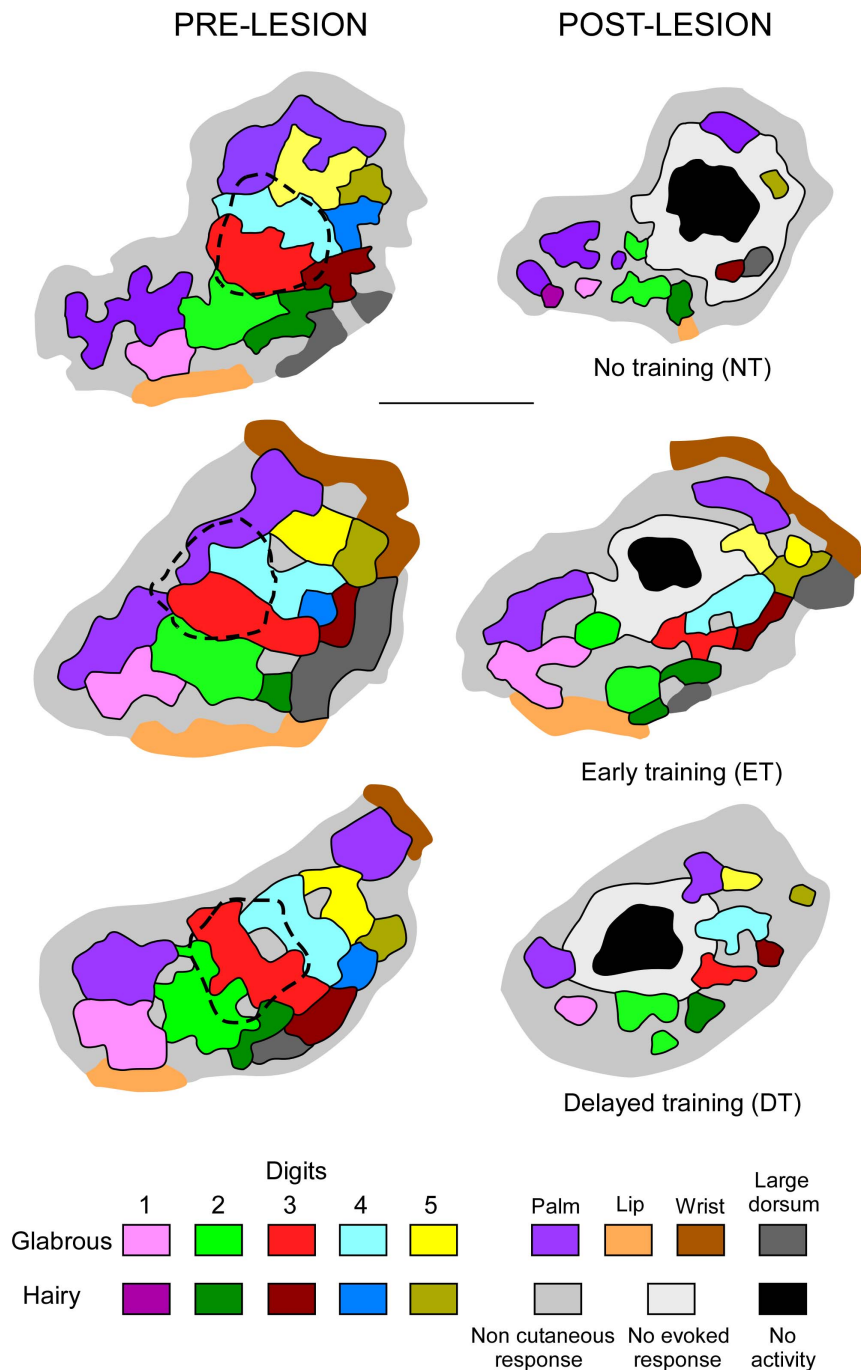 PRE-LESION POST-LESION
No training (NT)
Early training (ET)
Delayed training (DT)
Digits
1 2 3 4 5
Palm Lip Wrist Large
dorsum
Glabrous
Hairy
Non cutaneous No evoked No
response response activity